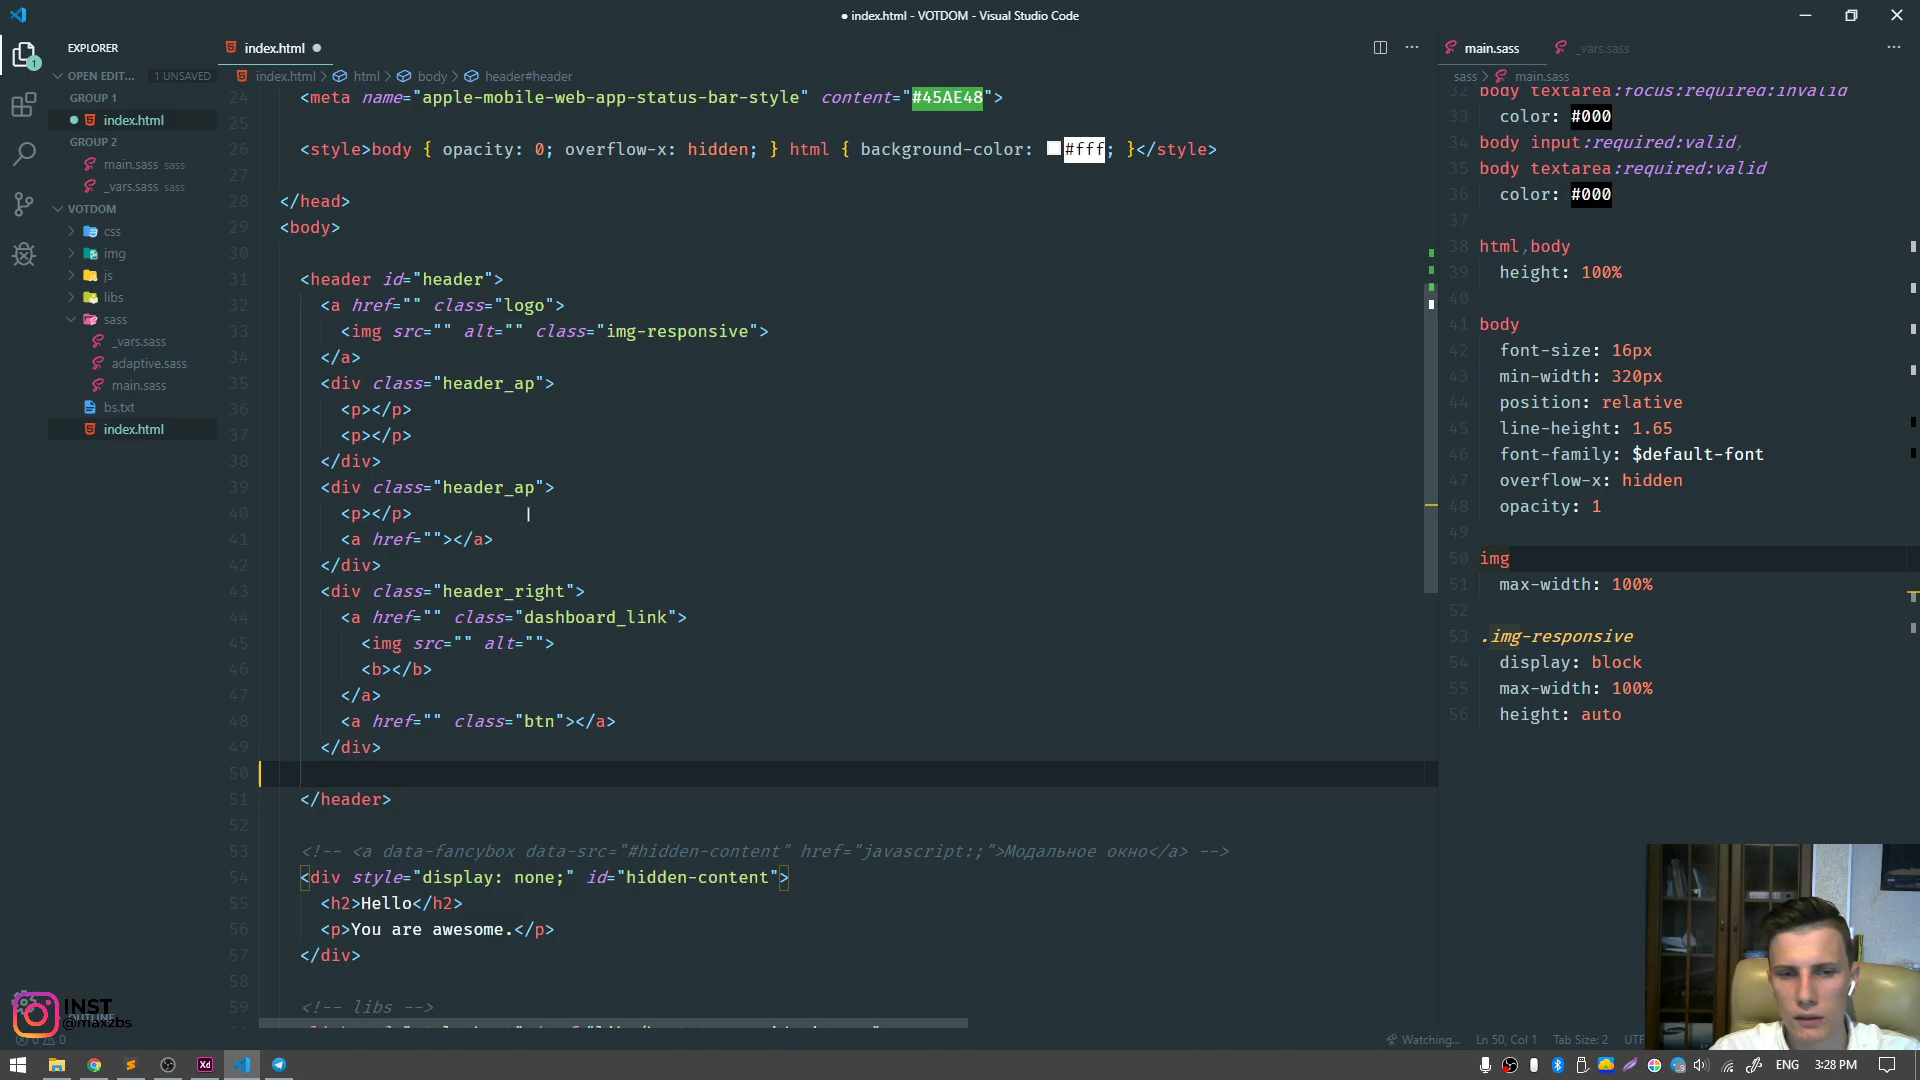 ● index.html - VOTDOM - Visual Studio Code
EXPLORER
OPEN EDIT... 1 UNSAVED
GROUP 1
index.html
GROUP 2
main.sass sass
_vars.sass sass
VOTDOM
css
img
js
libs
sass
_vars.sass
adaptive.sass
main.sass
bs.txt
index.html
1
index.html
index.html > html > body > header#header
24 <meta name="apple-mobile-web-app-status-bar-style" content="#45AE48">
25
26 <style>body { opacity: 0; overflow-x: hidden; } html { background-color: #fff; }</style>
27
28 </head>
29 <body>
30
31 <header id="header">
32 <a href="" class="logo">
33 <img src="" alt="" class="img-responsive">
34 </a>
35 <div class="header_ap">
36 <p></p>
37 <p></p>
38 </div>
39 <div class="header_ap">
40 <p></p>
41 <a href=""></a>
42 </div>
43 <div class="header_right">
44 <a href="" class="dashboard_link">
45 <img src="" alt="">
46 <b></b>
47 </a>
48 <a href="" class="btn"></a>
49 </div>
50
51 </header>
52
53 <!-- <a data-fancybox data-src="#hidden-content" href="javascript:;">Модальное окно</a> -->
54 <div style="display: none;" id="hidden-content">
55 <h2>Hello</h2>
56 <p>You are awesome.</p>
57 </div>
58
59 <!-- libs -->
main.sass
_vars.sass
sass > main.sass
32 body textarea:focus:required:invalid
33 color: #000
34 body input:required:valid,
35 body textarea:required:valid
36 color: #000
37
38 html,body
39 height: 100%
40
41 body
42 font-size: 16px
43 min-width: 320px
44 position: relative
45 line-height: 1.65
46 font-family: $default-font
47 overflow-x: hidden
48 opacity: 1
49
50 img
51 max-width: 100%
52
53 .img-responsive
54 display: block
55 max-width: 100%
56 height: auto
INST
@maxzbs
OUTLINE
0 0
Watching...
Ln 50, Col 1
Tab Size: 2
UTF
Xd
ENG
3:28 PM